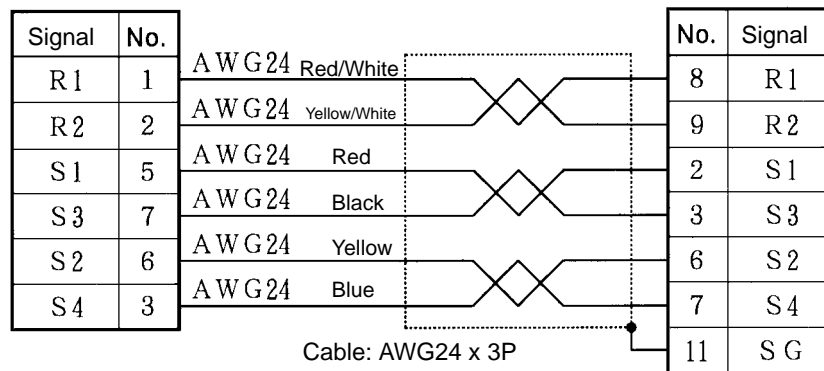 Signal No.
R1 1
R2 2
S1 5
S3 7
S2 6
S4 3
AWG24 Red/White
AWG24 Yellow/White
AWG24 Red
AWG24 Black
AWG24 Yellow
AWG24 Blue
Cable: AWG24 x 3P
No. Signal
8 R1
9 R2
2 S1
3 S3
6 S2
7 S4
11 SG